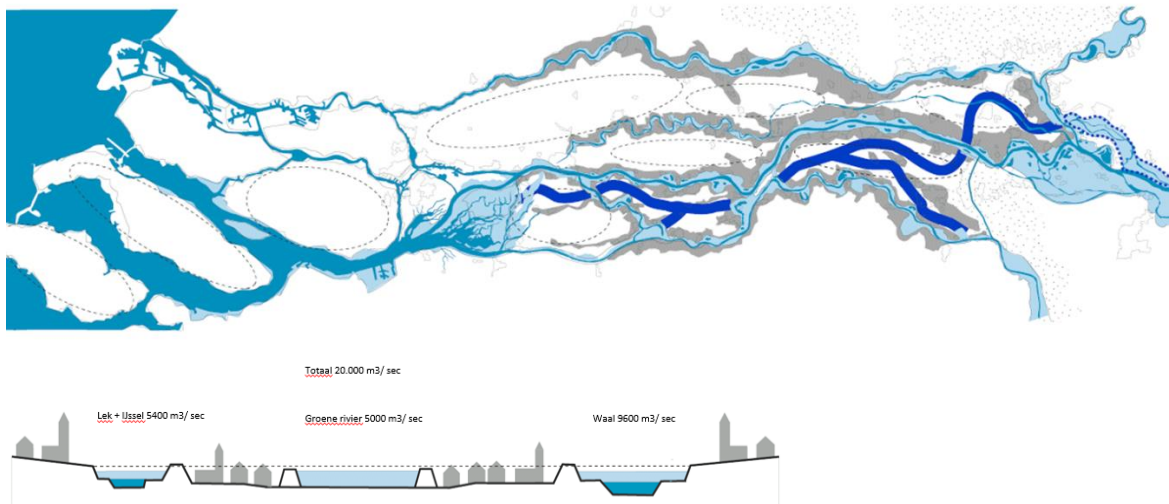 Totaal 20.000 m3/ sec
Lek + IJssel 5400 m3/ sec
Groene rivier 5000 m3/ sec
Waal 9600 m3/ sec